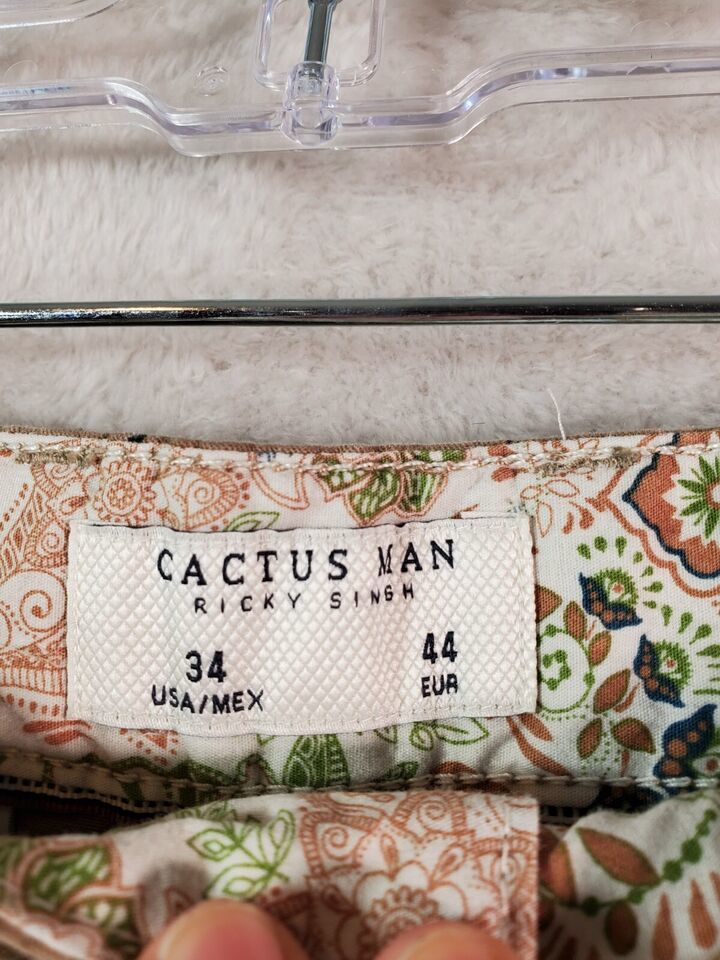 CACTUS MAN
RICKY SINGH
34 44
USA/MEX EUR